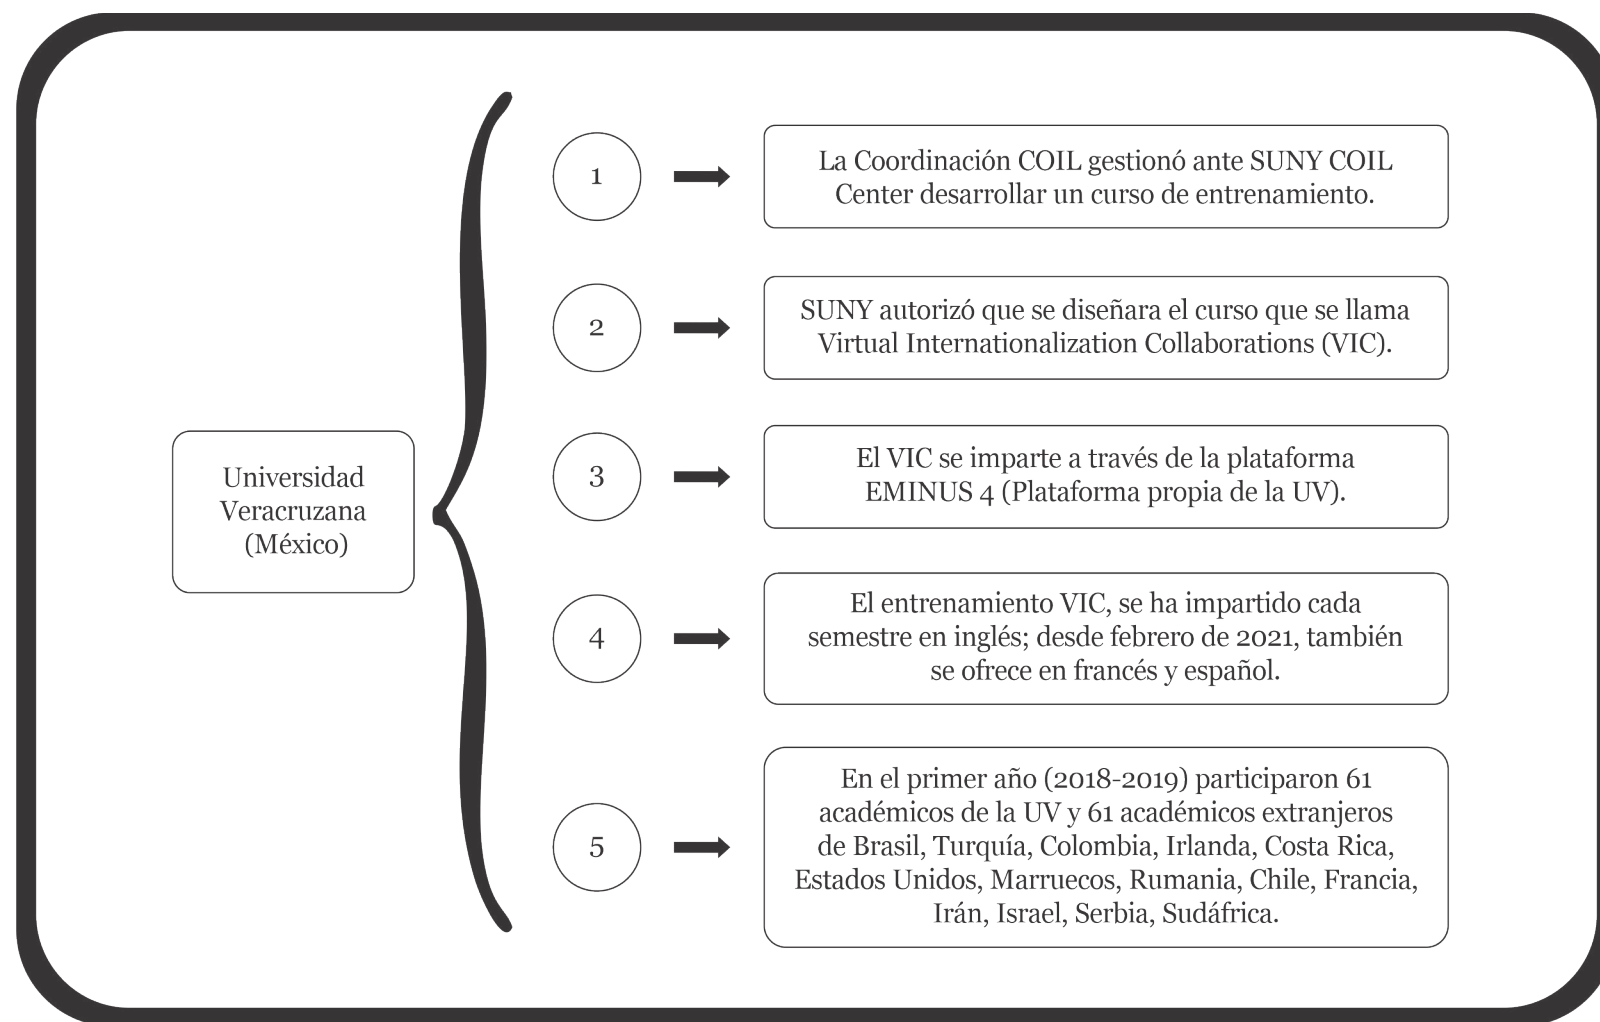 Universidad
Veracruzana
(México)
1
La Coordinación COIL gestionó ante SUNY COIL
Center desarrollar un curso de entrenamiento.
2
SUNY autorizó que se diseñara el curso que se llama
Virtual Internationalization Collaborations (VIC).
3
El VIC se imparte a través de la plataforma
EMINUS 4 (Plataforma propia de la UV).
4
El entrenamiento VIC, se ha impartido cada
semestre en inglés; desde febrero de 2021, también
se ofrece en francés y español.
5
En el primer año (2018-2019) participaron 61
académicos de la UV y 61 académicos extranjeros
de Brasil, Turquía, Colombia, Irlanda, Costa Rica,
Estados Unidos, Marruecos, Rumania, Chile, Francia,
Irán, Israel, Serbia, Sudáfrica.